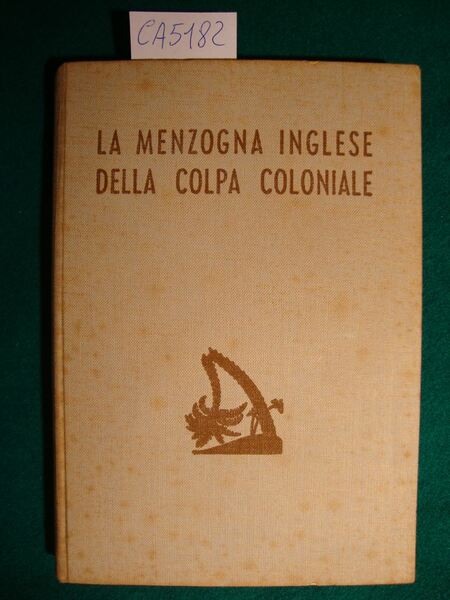 CA5182
LA MENZOGNA INGLESE
DELLA COLPA COLONIALE